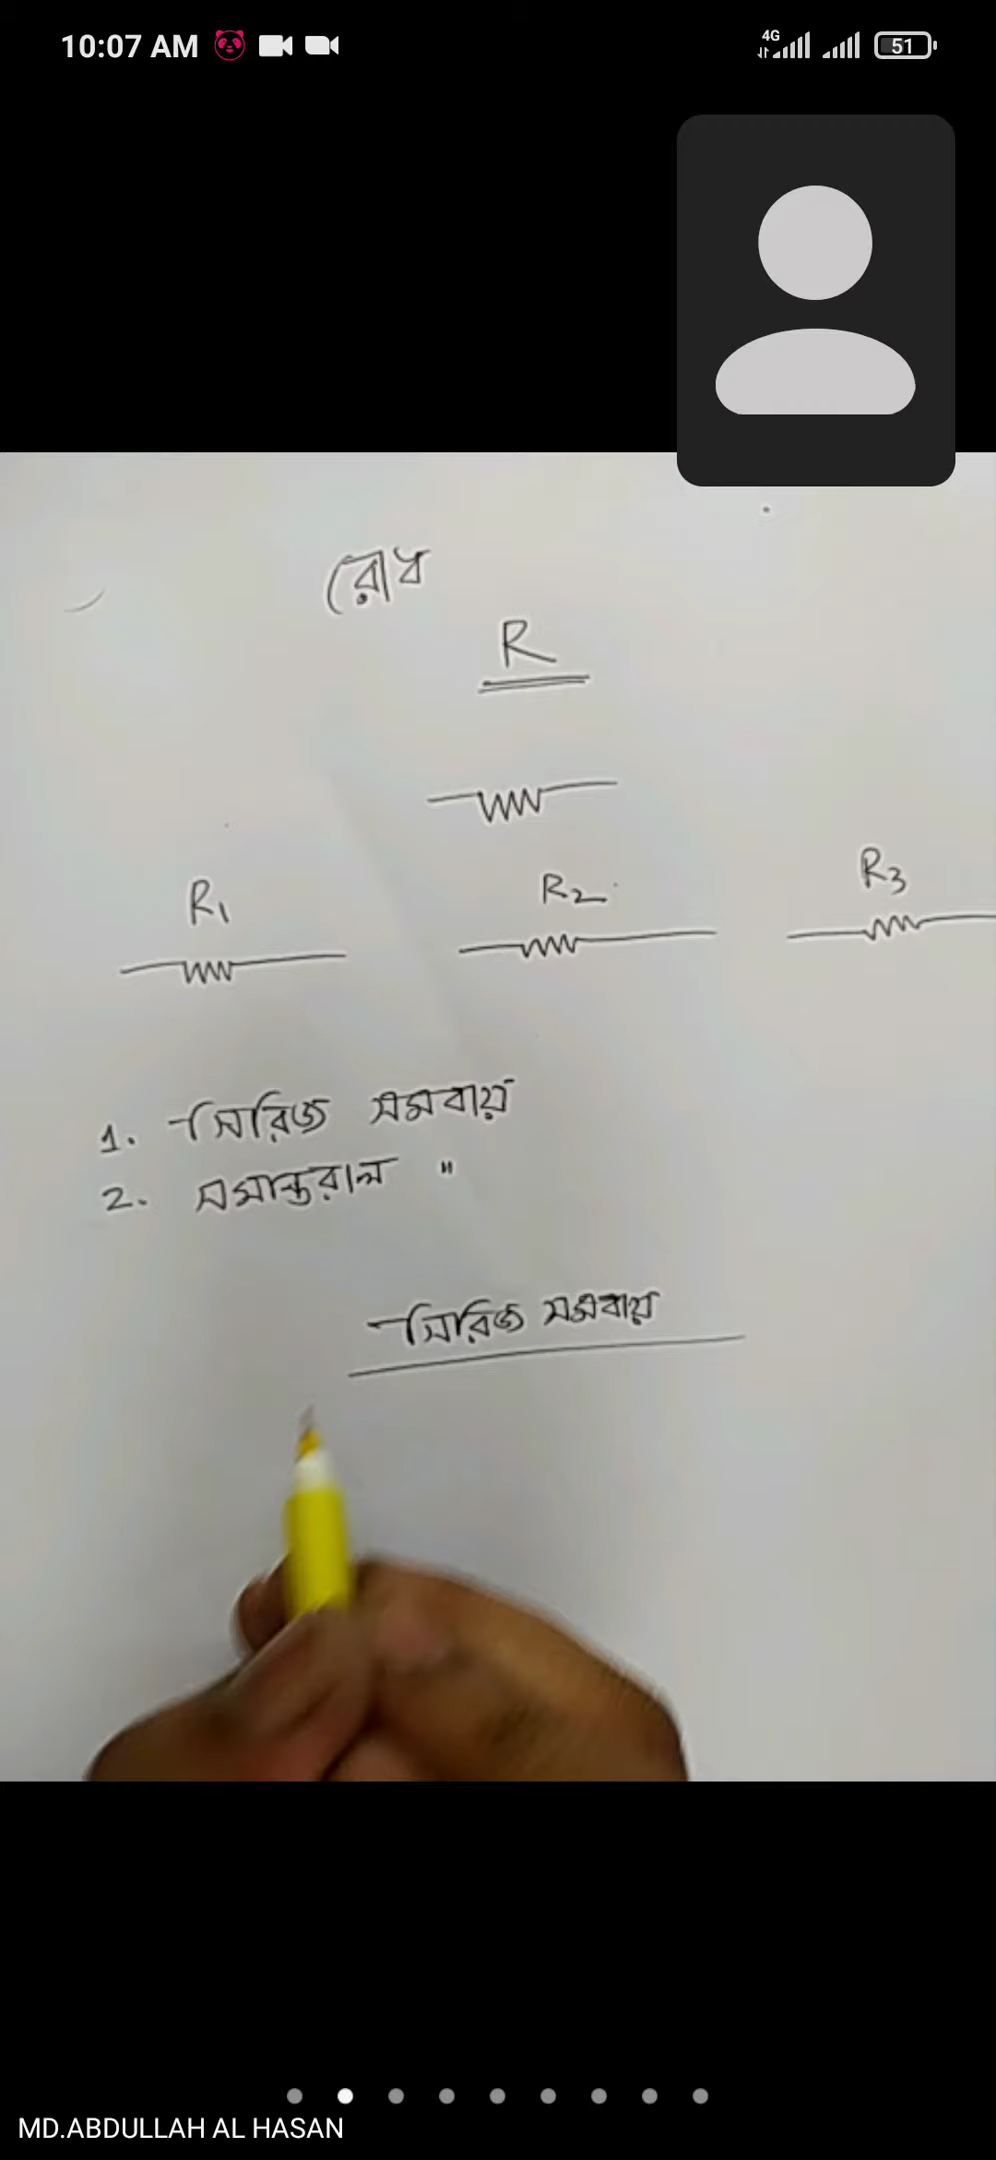 10:07 AM
4G
51
রোধ
R
R1 R2 R3
1. সিরিজ সমবায়
2. সমান্তরাল "
সিরিজ সমবায়
MD.ABDULLAH AL HASAN